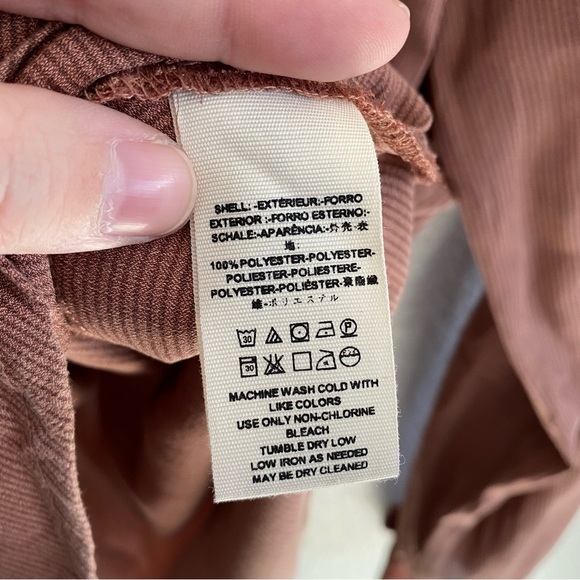 SHELL:-EXTÉRIEUR:-FORRO
EXTERIOR :-FORRO ESTERNO:-
SCHALE:-APARÊNCIA:-外壳-表
地:
100%POLYESTER-POLYESTER-
POLIESTER-POLIESTERE-
POLYESTER-POLIÉSTER-聚酯纖
維-ポリエステル
30 P
30
MACHINE WASH COLD WITH
LIKE COLORS
USE ONLY NON-CHLORINE
BLEACH
TUMBLE DRY LOW
LOW IRON AS NEEDED
MAY BE DRY CLEANED